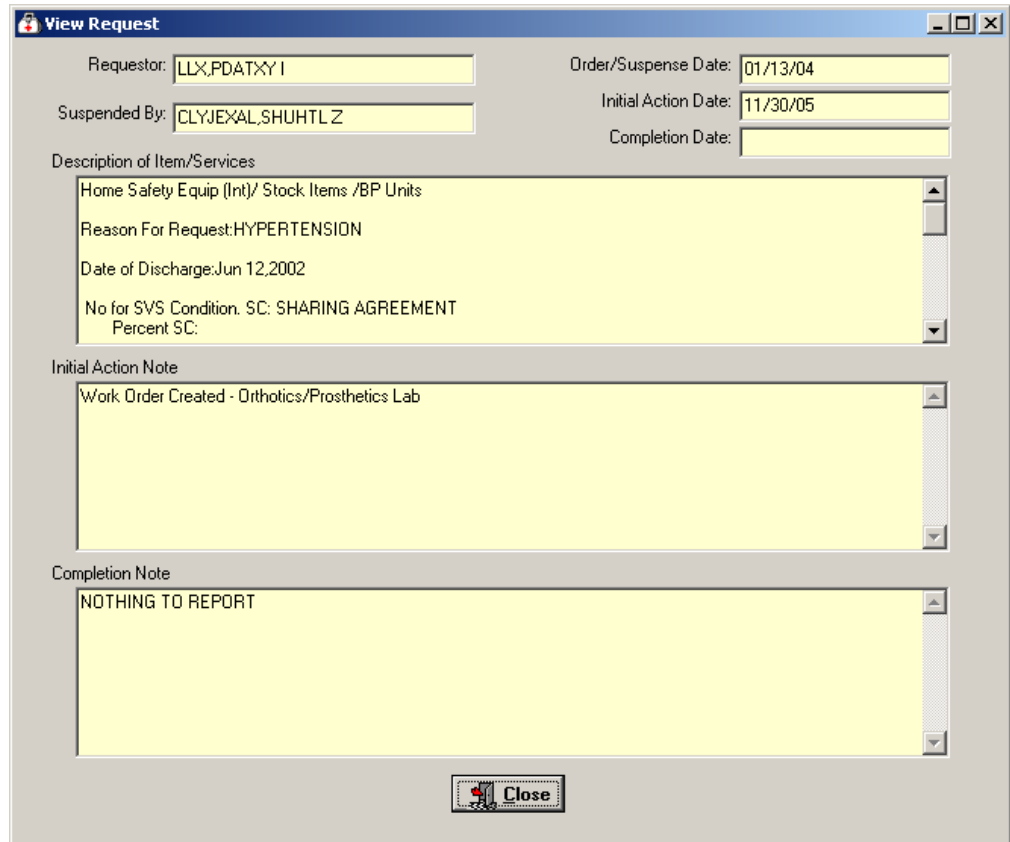 View Request
Requestor: LLX,PDATXY I
Order/Suspense Date: 01/13/04
Suspended By: CLYJEXAL,SHUHTL Z
Initial Action Date: 11/30/05
Completion Date:
Description of Item/Services
Home Safety Equip (Int)/ Stock Items /BP Units
Reason For Request:HYPERTENSION
Date of Discharge:Jun 12,2002
No for SVS Condition. SC: SHARING AGREEMENT
Percent SC:
Initial Action Note
Work Order Created - Orthotics/Prosthetics Lab
Completion Note
NOTHING TO REPORT
Close